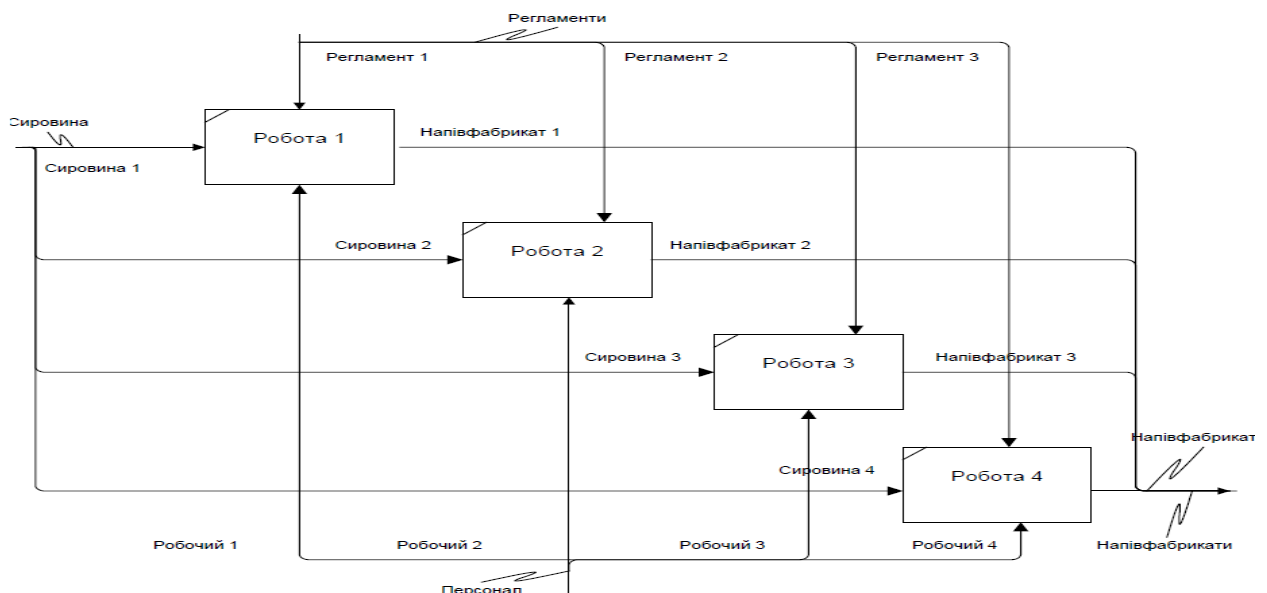 Регламенти
Регламент 1
Регламент 2
Регламент 3
Сировина
Робота 1
Напівфабрикат 1
Сировина 1
Сировина 2
Робота 2
Напівфабрикат 2
Сировина 3
Робота 3
Напівфабрикат 3
Напівфабрикат
Сировина 4
Робота 4
Робочий 1
Робочий 2
Робочий 3
Робочий 4
Напівфабрикати
Персонал